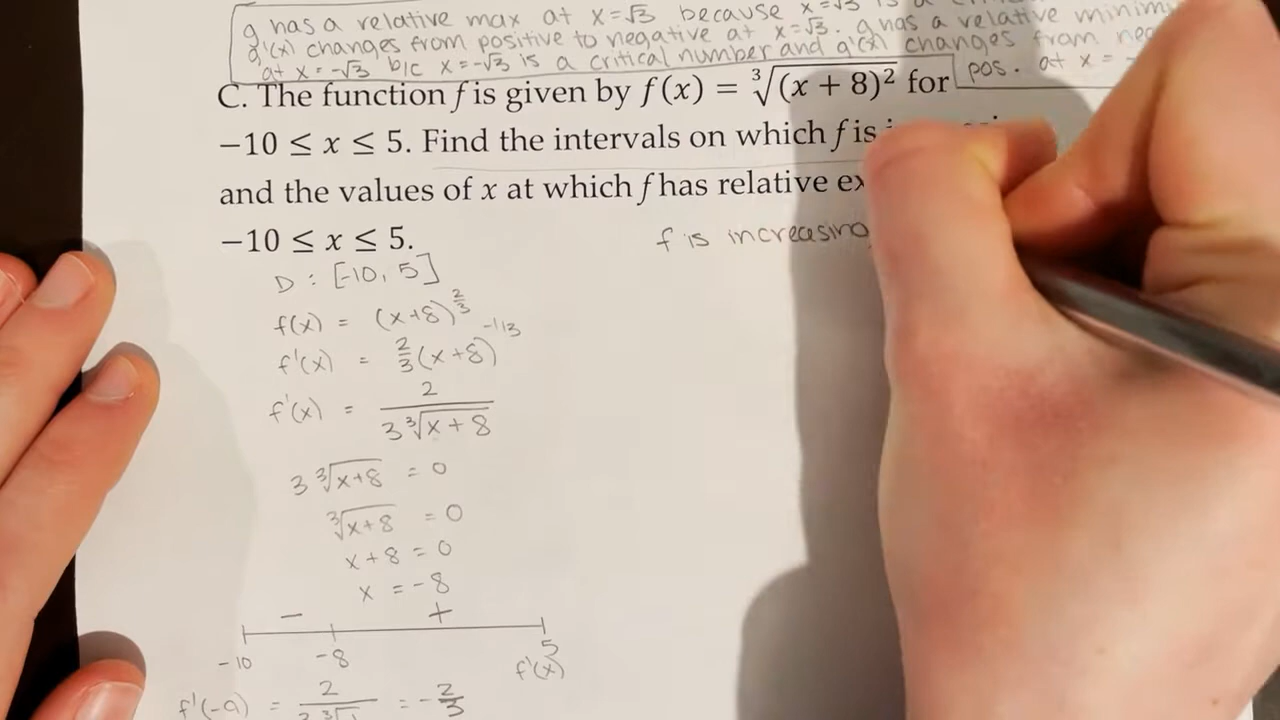 g has a relative max at x=√3 because x=√3 is a
g'(x) changes from positive to negative at x=√3. g has a relative
at x=-√3 b/c x=-√3 is a critical number and g'(x) changes from
pos. at x = -
C. The function f is given by f(x) = ∛(x + 8)² for
−10 ≤ x ≤ 5. Find the intervals on which f is
and the values of x at which f has relative
−10 ≤ x ≤ 5.
f is increasing
D : [-10, 5]
f(x) = (x+8)^(2/3)
f'(x) = 2/3 (x+8)^(-1/3)
f'(x) = 2 / (3∛(x+8))
3∛(x+8) = 0
∛(x+8) = 0
x+8 = 0
x = -8
− +
-10 -8 5
f'(x)
f'(-9) = 2 = -2/3